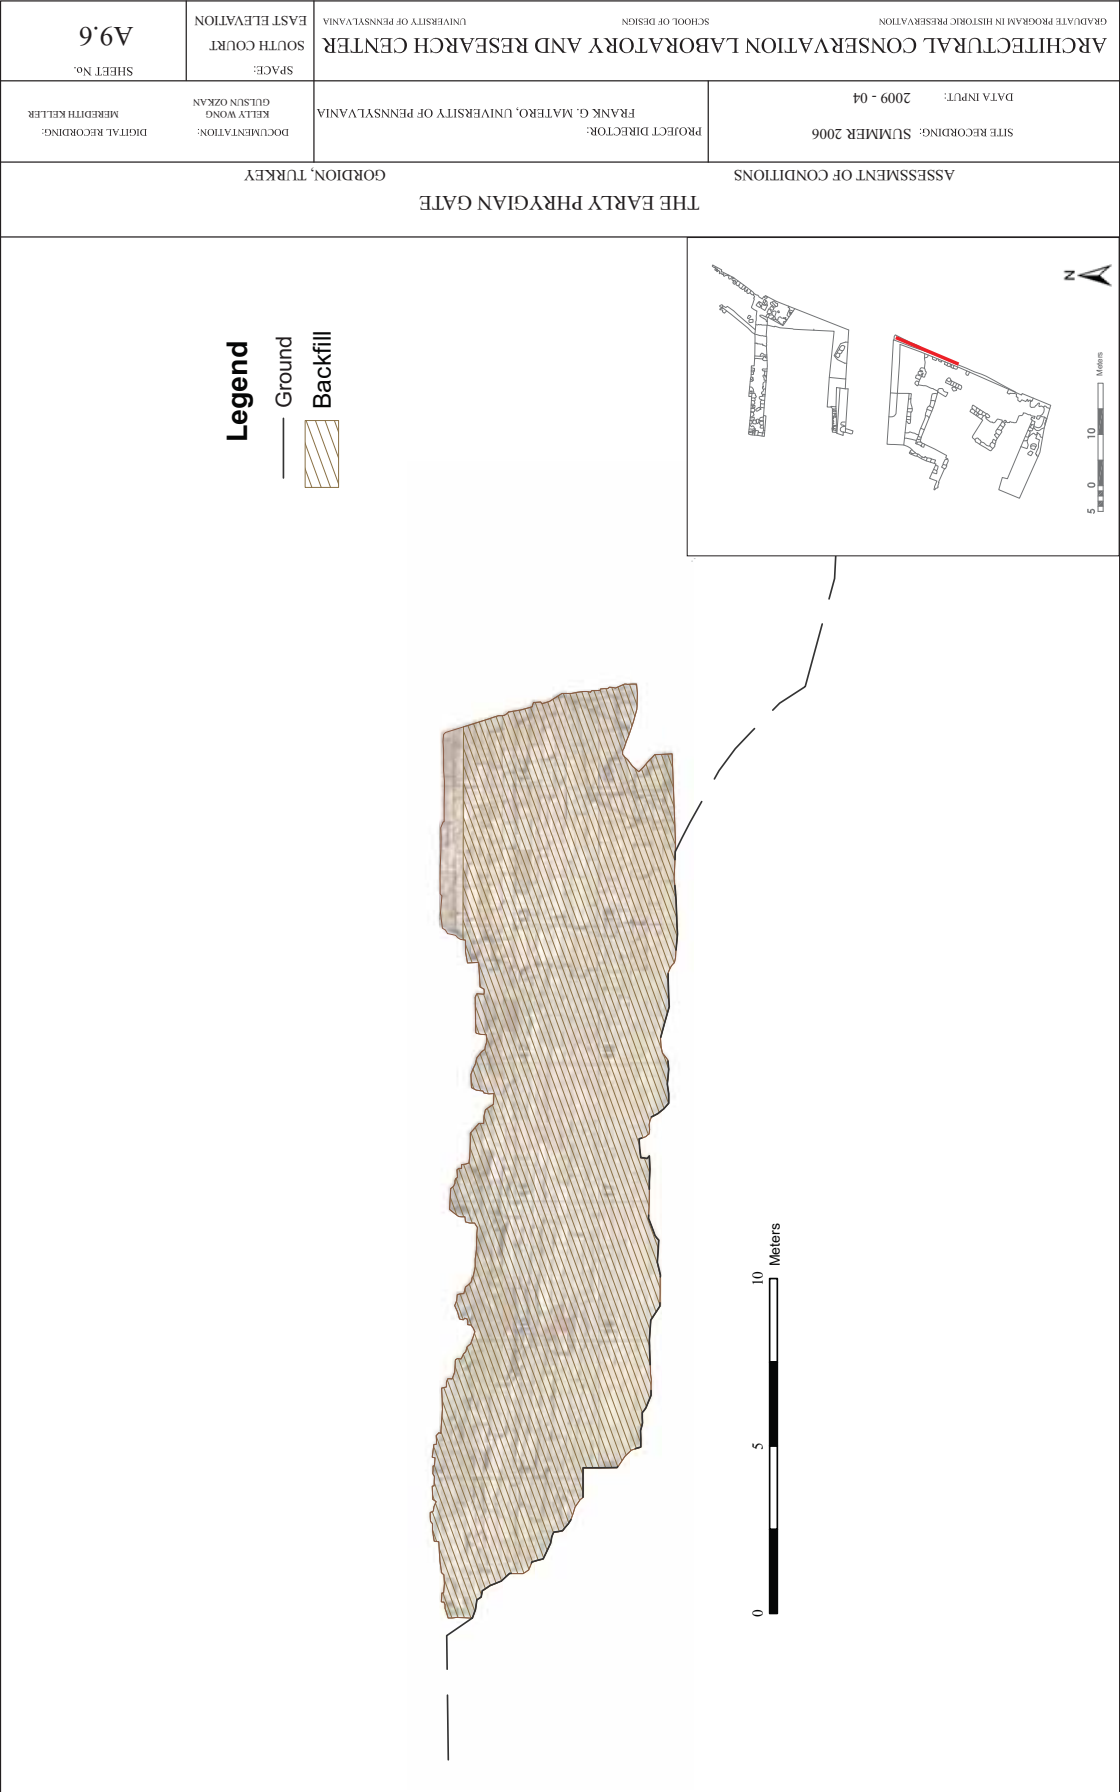 Legend
Ground
Backfill
0
5
10
Meters
5
0
10
Meters
N
THE EARLY PHRYGIAN GATE
ASSESSMENT OF CONDITIONS
GORDION, TURKEY
SITE RECORDING: SUMMER 2006
DATA INPUT: 2009 - 04
PROJECT DIRECTOR:
FRANK G. MATERO, UNIVERSITY OF PENNSYLVANIA
DOCUMENTATION:
KELLY WONG
GULSUN OZKAN
DIGITAL RECORDING:
MEREDITH KELLER
ARCHITECTURAL CONSERVATION LABORATORY AND RESEARCH CENTER
GRADUATE PROGRAM IN HISTORIC PRESERVATION
SCHOOL OF DESIGN
UNIVERSITY OF PENNSYLVANIA
SPACE:
SOUTH COURT
EAST ELEVATION
SHEET No.
A9.6